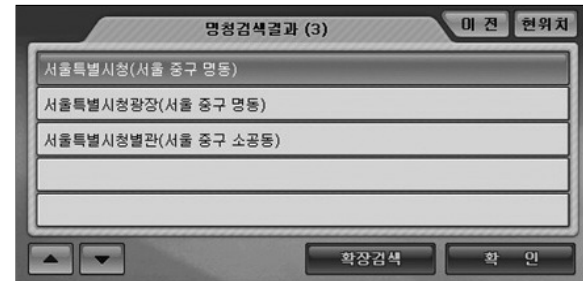 명칭검색결과 (3)
이 전
현위치
서울특별시청(서울 중구 명동)
서울특별시청광장(서울 중구 명동)
서울특별시청별관(서울 중구 소공동)
확장검색
확 인